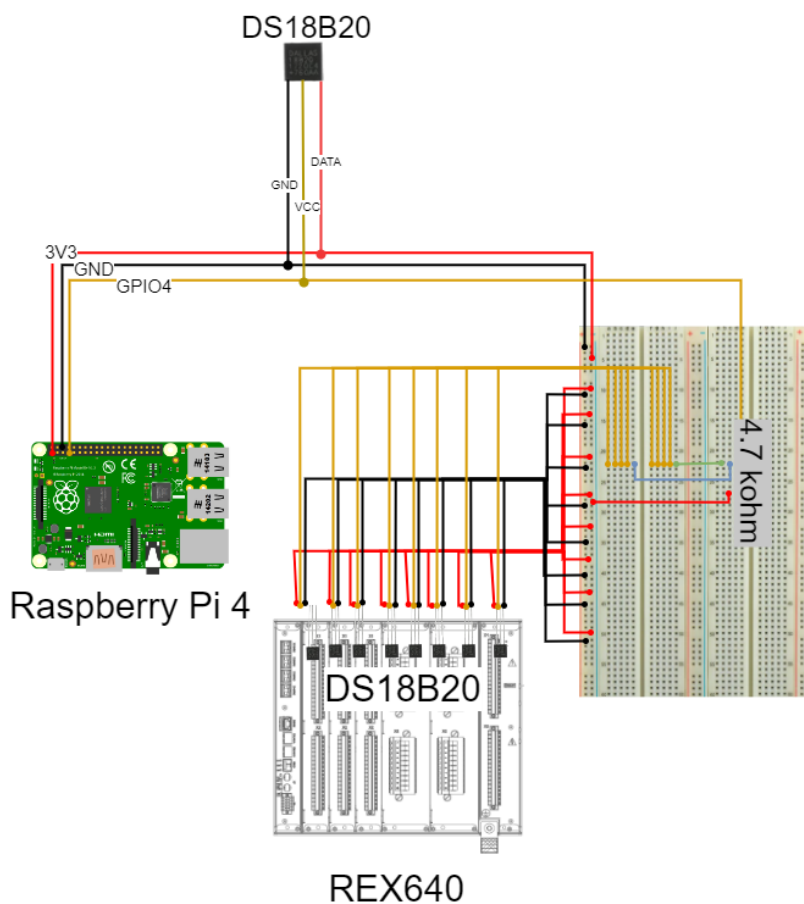 DS18B20
DATA
GND
VCC
3V3
GND
GPIO4
4.7 kohm
Raspberry Pi 4
DS18B20
REX640